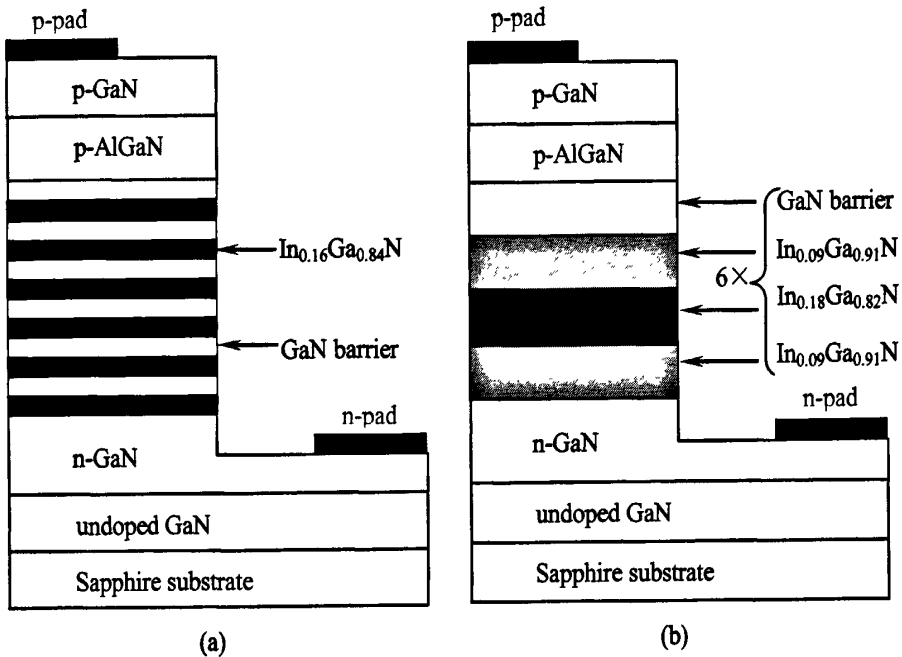 p-pad
p-GaN
p-AlGaN
In₀.₁₆Ga₀.₈₄N
GaN barrier
n-pad
n-GaN
undoped GaN
Sapphire substrate
(a)
p-pad
p-GaN
p-AlGaN
GaN barrier
In₀.₀₉Ga₀.₉₁N
6×
In₀.₁₈Ga₀.₈₂N
In₀.₀₉Ga₀.₉₁N
n-pad
n-GaN
undoped GaN
Sapphire substrate
(b)